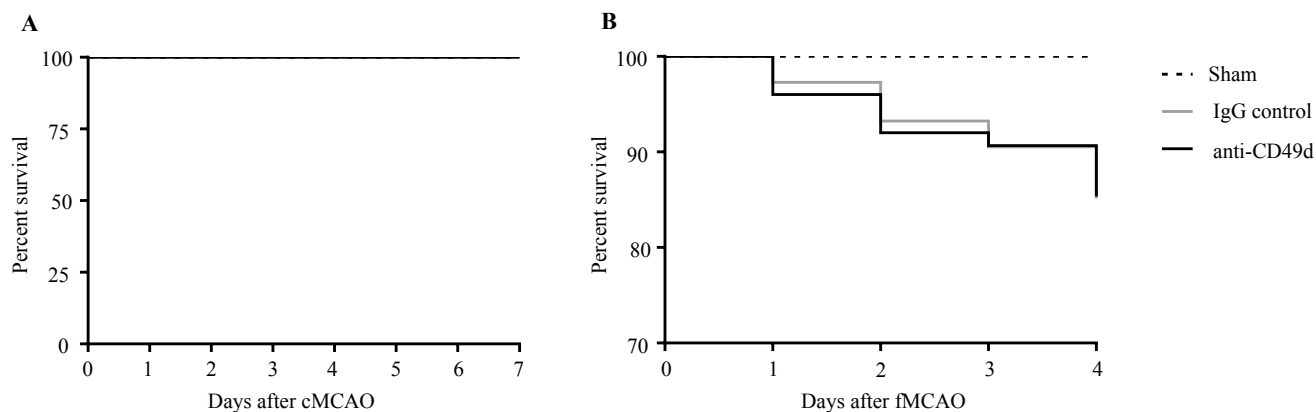 A
100
75
50
25
0
Percent survival
0 1 2 3 4 5 6 7
Days after cMCAO
B
100
90
80
70
Percent survival
0 1 2 3 4
Days after fMCAO
Sham
IgG control
anti-CD49d